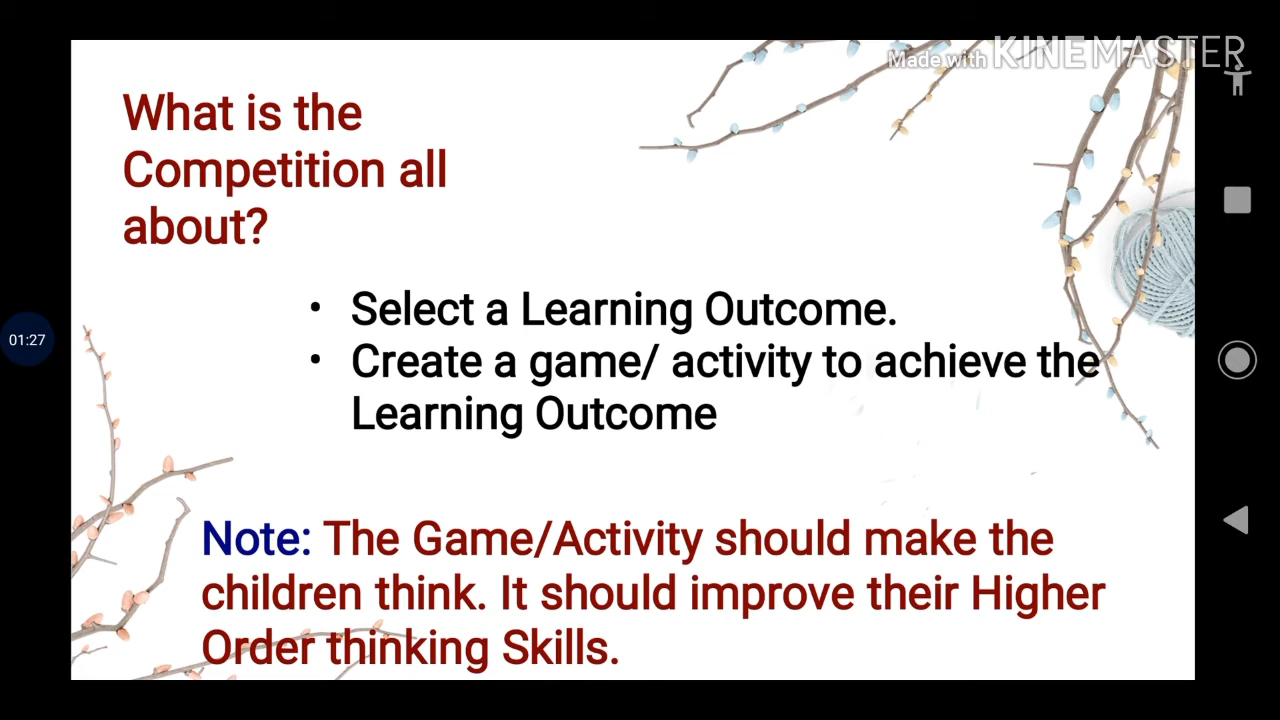 Made with KINEMASTER
What is the
Competition all
about?
• Select a Learning Outcome.
• Create a game/ activity to achieve the
Learning Outcome
01:27
Note: The Game/Activity should make the
children think. It should improve their Higher
Order thinking Skills.